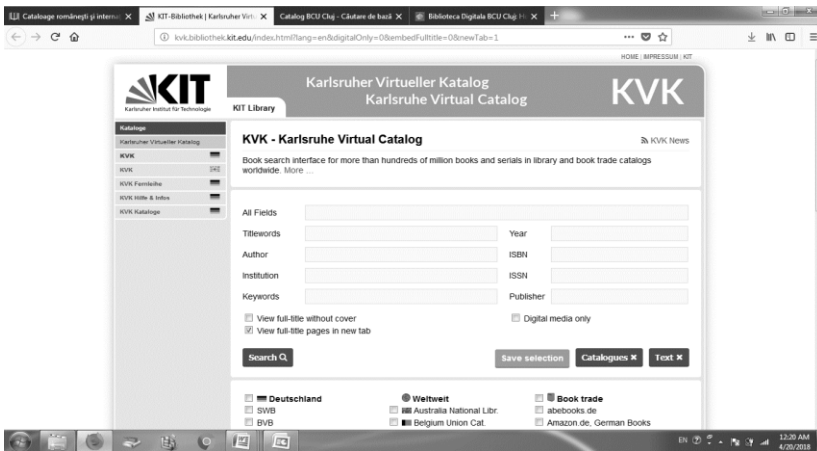 Cataloage românești și internaț
KIT-Bibliothek | Karlsruher Virtu
Catalog BCU Cluj - Căutare de bază
Biblioteca Digitala BCU Cluj: H
kvk.bibliothek.kit.edu/index.html?lang=en&digitalOnly=0&embedFulltitle=0&newTab=1
HOME | IMPRESSUM | KIT
KIT
Karlsruher Institut für Technologie
KIT Library
Karlsruher Virtueller Katalog
Karlsruhe Virtual Catalog
KVK
Kataloge
Karlsruher Virtueller Katalog
KVK
KVK
KVK Fernleihe
KVK Hilfe & Infos
KVK Kataloge
KVK - Karlsruhe Virtual Catalog
KVK News
Book search interface for more than hundreds of million books and serials in library and book trade catalogs
worldwide. More ...
All Fields
Titlewords Year
Author ISBN
Institution ISSN
Keywords Publisher
View full-title without cover Digital media only
View full-title pages in new tab
Search Save selection Catalogues Text
Deutschland Weltweit Book trade
SWB Australia National Libr. abebooks.de
BVB Belgium Union Cat. Amazon.de, German Books
EN
12:20 AM
4/20/2018